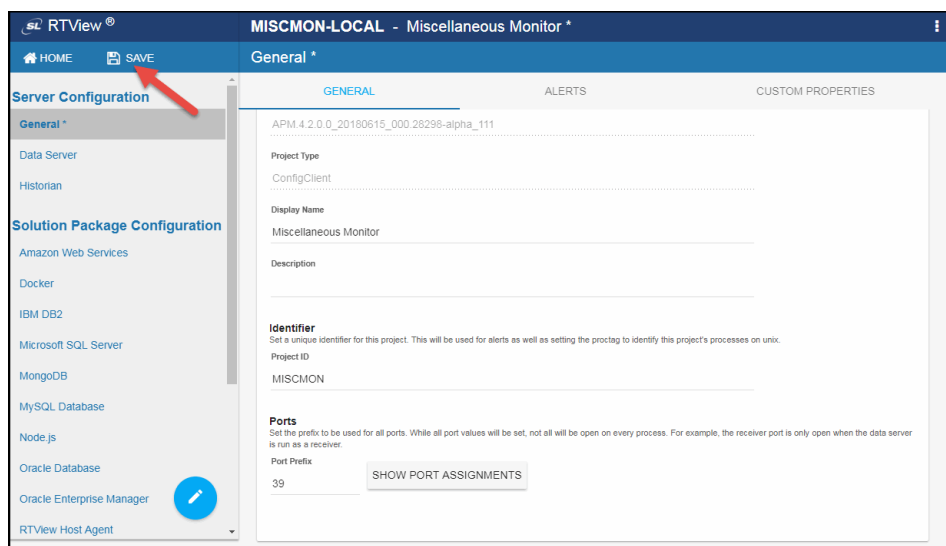 SL RTView ®
MISCMON-LOCAL - Miscellaneous Monitor *
HOME
SAVE
General *
Server Configuration
General *
Data Server
Historian
Solution Package Configuration
Amazon Web Services
Docker
IBM DB2
Microsoft SQL Server
MongoDB
MySQL Database
Node.js
Oracle Database
Oracle Enterprise Manager
RTView Host Agent
GENERAL
ALERTS
CUSTOM PROPERTIES
APM.4.2.0.0_20180615_000.28298-alpha_111
Project Type
ConfigClient
Display Name
Miscellaneous Monitor
Description
Identifier
Set a unique identifier for this project. This will be used for alerts as well as setting the proctag to identify this project's processes on unix.
Project ID
MISCMON
Ports
Set the prefix to be used for all ports. While all port values will be set, not all will be open on every process. For example, the receiver port is only open when the data server
is run as a receiver.
Port Prefix
39
SHOW PORT ASSIGNMENTS